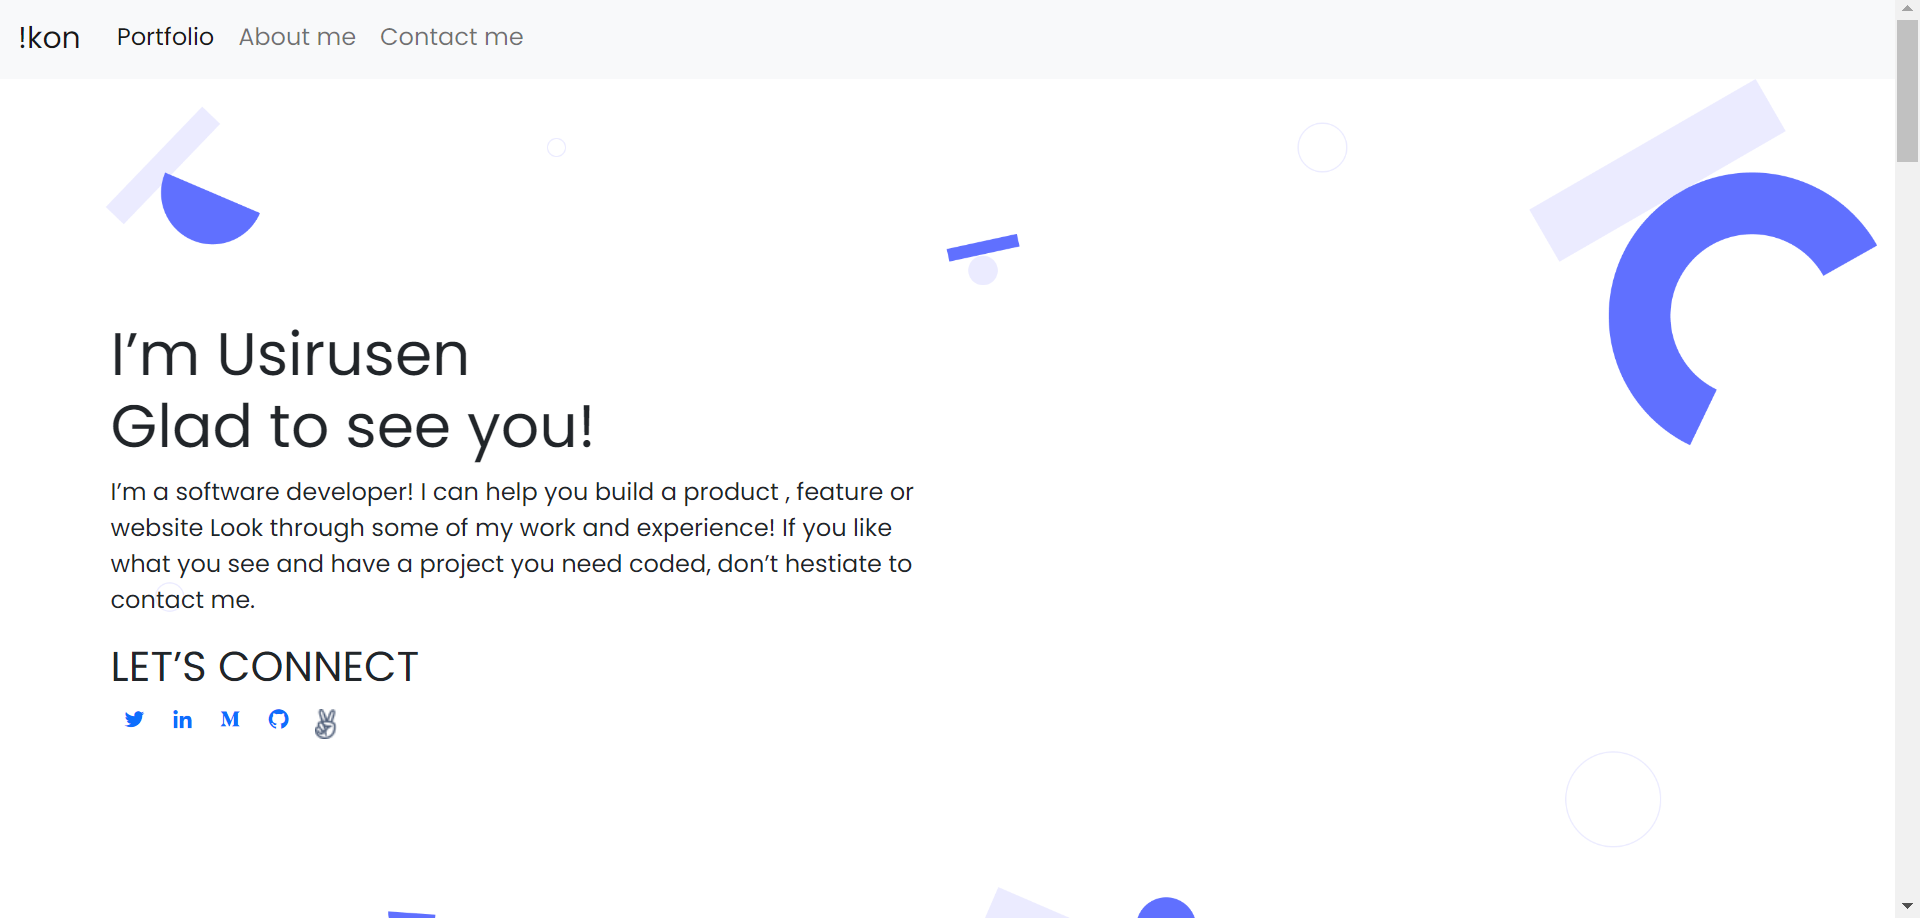 !kon Portfolio About me Contact me
I’m Usirusen
Glad to see you!
I’m a software developer! I can help you build a product , feature or
website Look through some of my work and experience! If you like
what you see and have a project you need coded, don’t hestiate to
contact me.
LET’S CONNECT